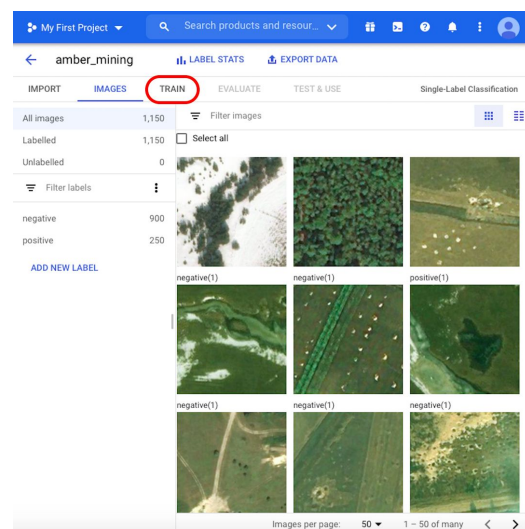 My First Project
Search products and resour...
amber_mining
LABEL STATS
EXPORT DATA
IMPORT
IMAGES
TRAIN
EVALUATE
TEST & USE
Single-Label Classification
All images 1,150
Labelled 1,150
Unlabelled 0
Filter labels
negative 900
positive 250
ADD NEW LABEL
Filter images
Select all
negative(1)
negative(1)
positive(1)
negative(1)
negative(1)
negative(1)
Images per page: 50
1 – 50 of many